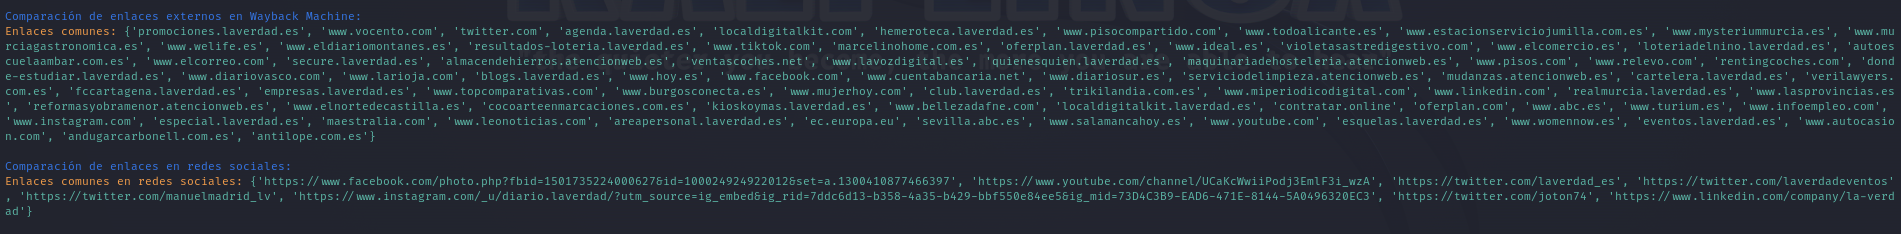 Comparación de enlaces externos en Wayback Machine:
Enlaces comunes: {'promociones.laverdad.es', 'www.vocento.com', 'twitter.com', 'agenda.laverdad.es', 'localdigitalkit.com', 'hemeroteca.laverdad.es', 'www.pisocompartido.com', 'www.todoalicante.es', 'www.estacionserviciojumilla.com.es', 'www.mysteriummurcia.es', 'www.mu
rciagastronomica.es', 'www.welife.es', 'www.eldiariomontanes.es', 'resultados-loteria.laverdad.es', 'www.tiktok.com', 'marcelinohome.com.es', 'oferplan.laverdad.es', 'www.ideal.es', 'violetasastredigestivo.com', 'www.elcomercio.es', 'loteriadelnino.laverdad.es', 'autoes
cuelaambar.com.es', 'www.elcorreo.com', 'secure.laverdad.es', 'almacendehierros.atencionweb.es', 'ventascoches.net', 'www.lavozdigital.es', 'quiensesquien.laverdad.es', 'maquinariadehosteleria.atencionweb.es', 'www.pisos.com', 'www.relevo.com', 'rentingcoches.com', 'dond
e-estudiar.laverdad.es', 'www.diariovasco.com', 'www.larioja.com', 'blogs.laverdad.es', 'www.hoy.es', 'www.facebook.com', 'www.cuentabancaria.net', 'www.diariosur.es', 'serviciodelimpieza.atencionweb.es', 'mudanzas.atencionweb.es', 'cartelera.laverdad.es', 'verilawyers.
com.es', 'fccartagena.laverdad.es', 'empresas.laverdad.es', 'www.topcomparativas.com', 'www.burgosconecta.es', 'www.mujerhoy.com', 'club.laverdad.es', 'trikilandia.com.es', 'www.miperiodicodigital.com', 'www.linkedin.com', 'realmurcia.laverdad.es', 'www.lasprovincias.es
', 'reformasyobramenor.atencionweb.es', 'www.elnortedecastilla.es', 'cocoarteenmarcaciones.com.es', 'kioskoymas.laverdad.es', 'www.bellezadafne.com', 'localdigitalkit.laverdad.es', 'contratar.online', 'oferplan.com', 'www.abc.es', 'www.turium.es', 'www.infoempleo.com',
'www.instagram.com', 'especial.laverdad.es', 'maestralia.com', 'www.leonoticias.com', 'areapersonal.laverdad.es', 'ec.europa.eu', 'sevilla.abc.es', 'www.salamancahoy.es', 'www.youtube.com', 'esquelas.laverdad.es', 'www.womennow.es', 'eventos.laverdad.es', 'www.autocasio
n.com', 'andugarcarbonell.com.es', 'antilope.com.es'}
Comparación de enlaces en redes sociales:
Enlaces comunes en redes sociales: {'https://www.facebook.com/photo.php?fbid=1501735224000627&id=100024924922012&set=a.1300410877466397', 'https://www.youtube.com/channel/UCaKcWwiiPodj3EmlF3i_wzA', 'https://twitter.com/laverdad_es', 'https://twitter.com/laverdadeventos'
, 'https://twitter.com/manuelmadrid_lv', 'https://www.instagram.com/_u/diario.laverdad/?utm_source=ig_embed&ig_rid=7ddc6d13-b358-4a35-b429-bbf550e84ee5&ig_mid=73D4C3B9-EAD6-471E-8144-5A0496320EC3', 'https://twitter.com/joton74', 'https://www.linkedin.com/company/la-verd
ad'}